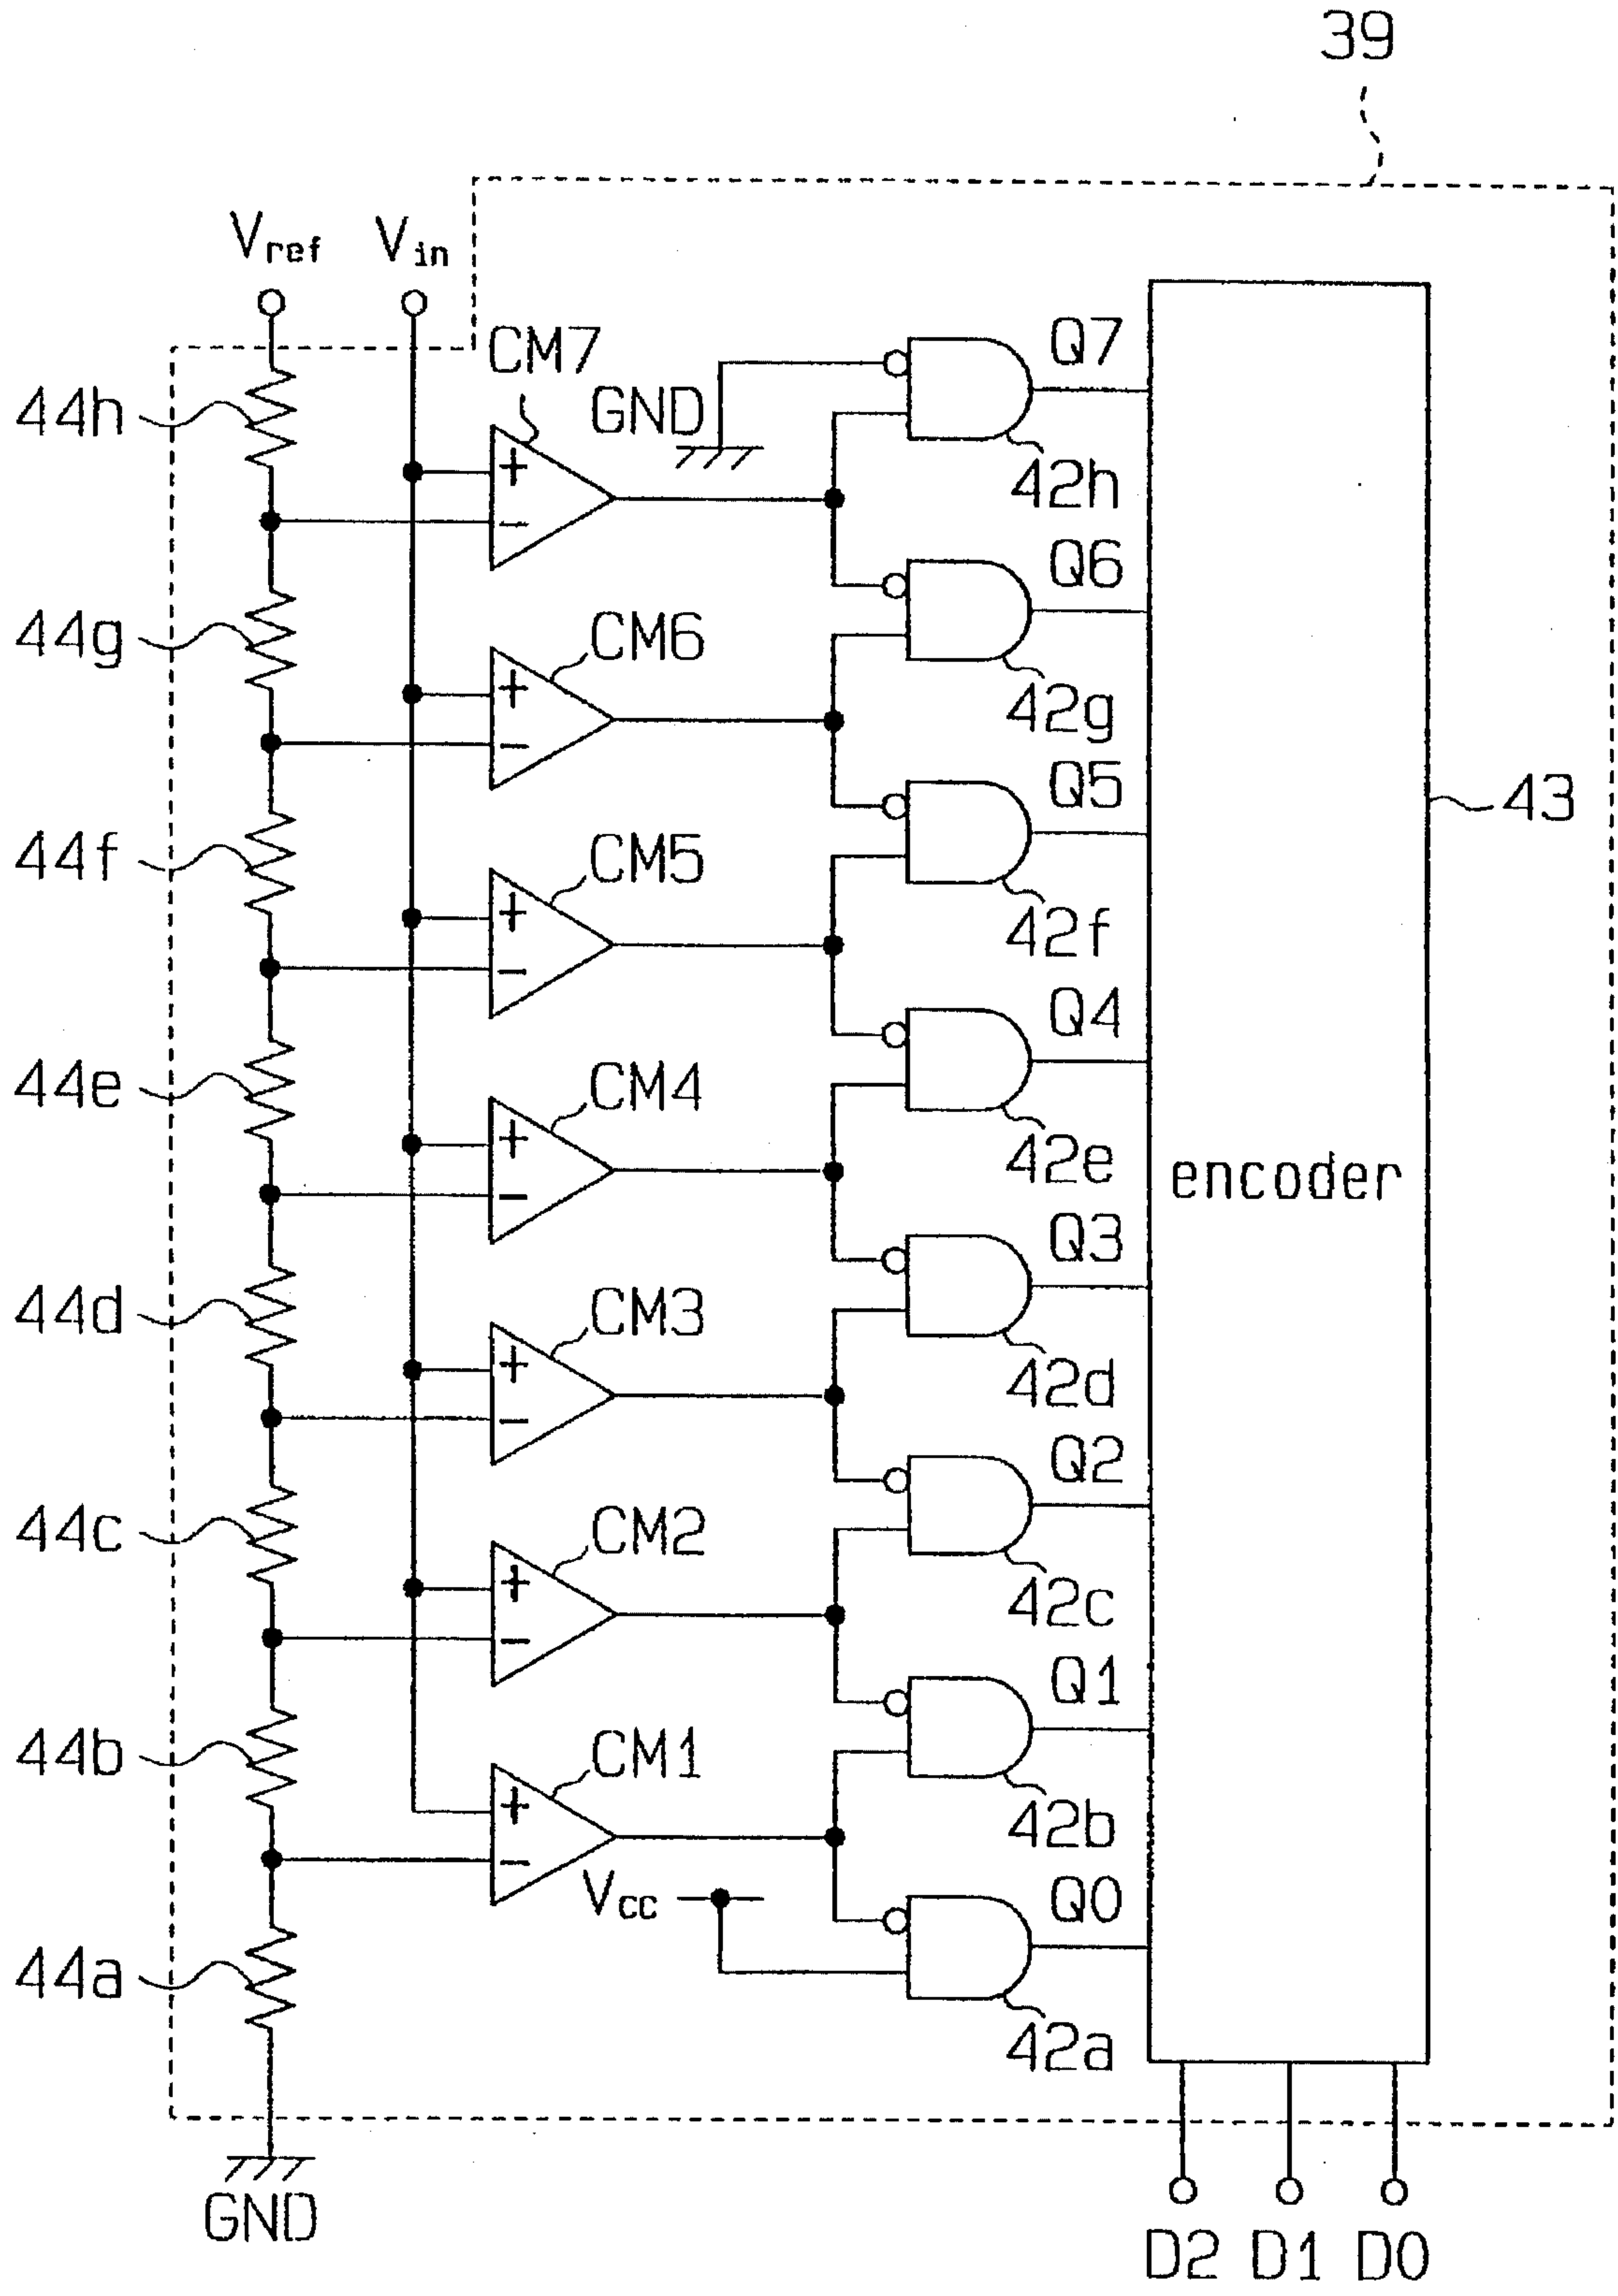 39
Vref
Vin
CM7
GND
Q7
44h
+
−
42h
Q6
44g
CM6
+
−
42g
Q5
43
44f
CM5
+
−
42f
Q4
44e
CM4
+
−
42e
encoder
Q3
44d
CM3
+
−
42d
Q2
44c
CM2
+
−
42c
Q1
44b
CM1
+
−
42b
Vcc
Q0
44a
42a
GND
D2 D1 D0